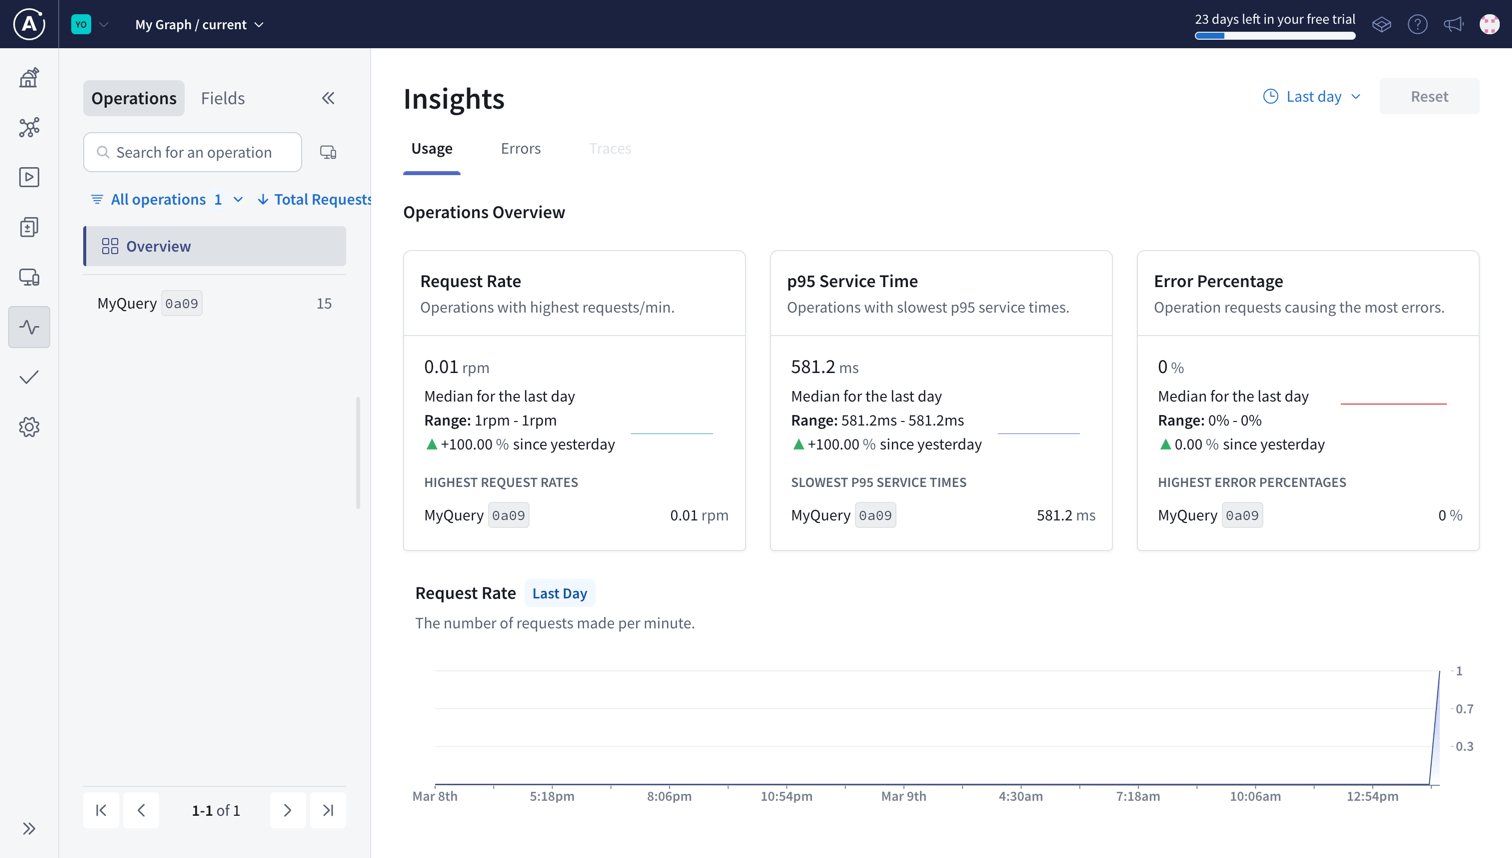 A
YO
My Graph / current
23 days left in your free trial
Operations
Fields
Search for an operation
All operations 1
Total Requests
Overview
MyQuery 0a09 15
1-1 of 1
Insights
Last day
Reset
Usage
Errors
Traces
Operations Overview
Request Rate
Operations with highest requests/min.
0.01 rpm
Median for the last day
Range: 1rpm - 1rpm
+100.00 % since yesterday
HIGHEST REQUEST RATES
MyQuery 0a09 0.01 rpm
p95 Service Time
Operations with slowest p95 service times.
581.2 ms
Median for the last day
Range: 581.2ms - 581.2ms
+100.00 % since yesterday
SLOWEST P95 SERVICE TIMES
MyQuery 0a09 581.2 ms
Error Percentage
Operation requests causing the most errors.
0 %
Median for the last day
Range: 0% - 0%
0.00 % since yesterday
HIGHEST ERROR PERCENTAGES
MyQuery 0a09 0 %
Request Rate Last Day
The number of requests made per minute.
1
0.7
0.3
Mar 8th 5:18pm 8:06pm 10:54pm Mar 9th 4:30am 7:18am 10:06am 12:54pm